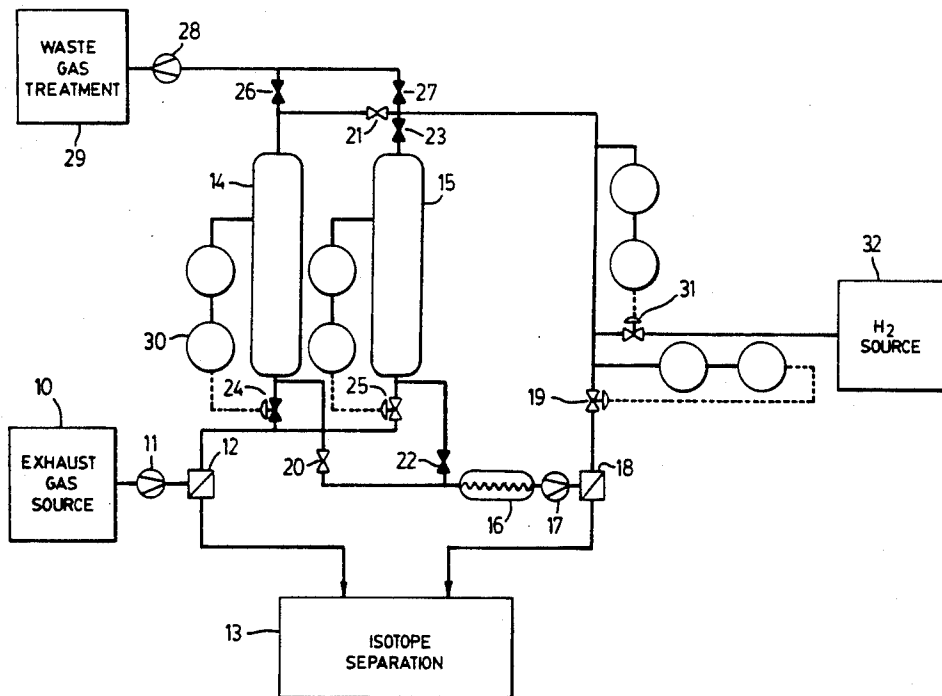 28
WASTE
GAS
TREATMENT
29
26
27
21
23
14
15
32
31
H2
SOURCE
30
24
25
19
10
11
12
20
22
18
EXHAUST
GAS
SOURCE
16
17
13
ISOTOPE
SEPARATION